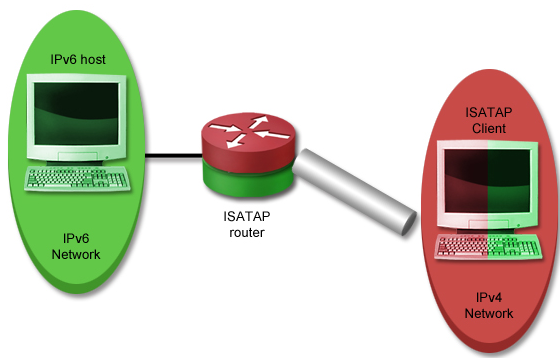 IPv6 host
IPv6
Network
ISATAP
router
ISATAP
Client
IPv4
Network